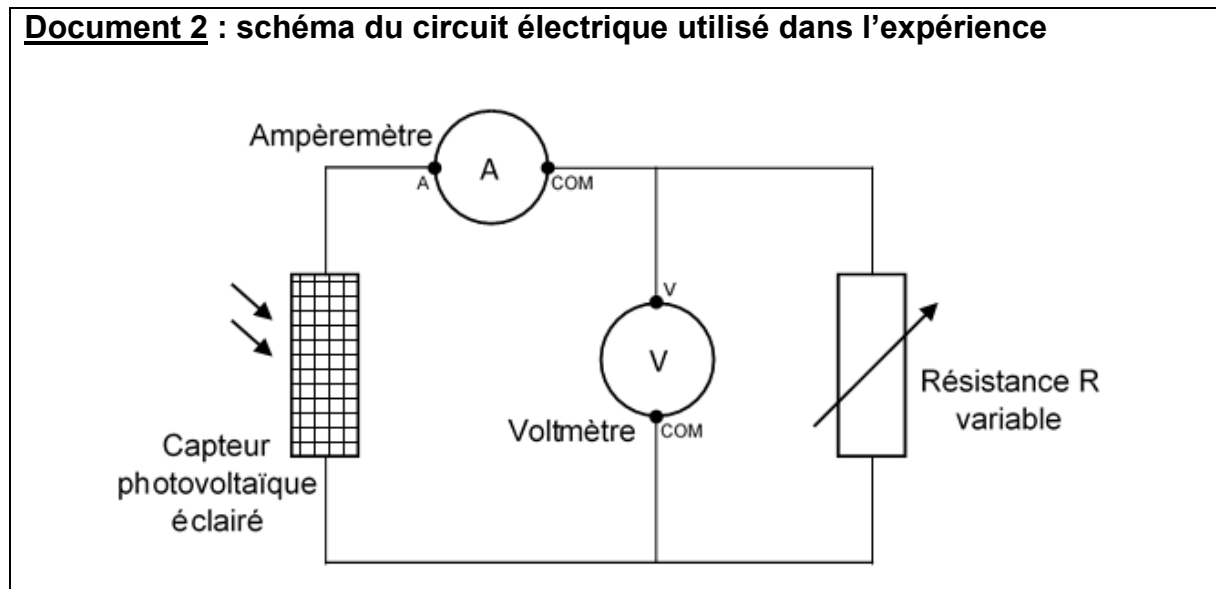 Document 2 : schéma du circuit électrique utilisé dans l’expérience
Ampèremètre
A
A
COM
V
V
Voltmètre
COM
Résistance R
variable
Capteur
photovoltaïque
éclairé